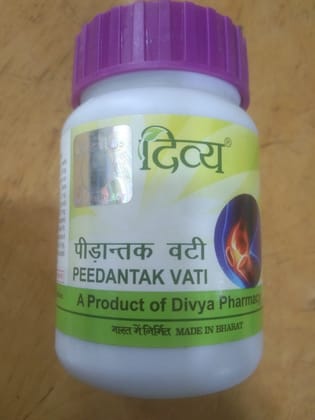 दिव्य®
पीड़ान्तक वटी
PEEDANTAK VATI
A Product of Divya Pharmacy
भारत में निर्मित MADE IN BHARAT